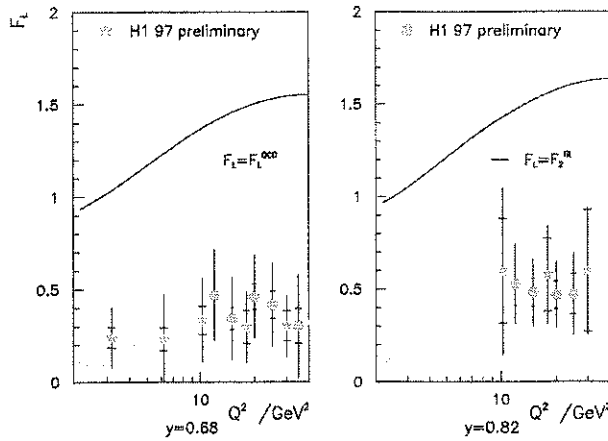 F_L
2
1.5
1
0.5
0
H1 97 preliminary
F_L=F_L^QCD
10
Q² /GeV²
y=0.68
2
1.5
1
0.5
0
H1 97 preliminary
F_L=F_2^fit
10
Q² /GeV²
y=0.82